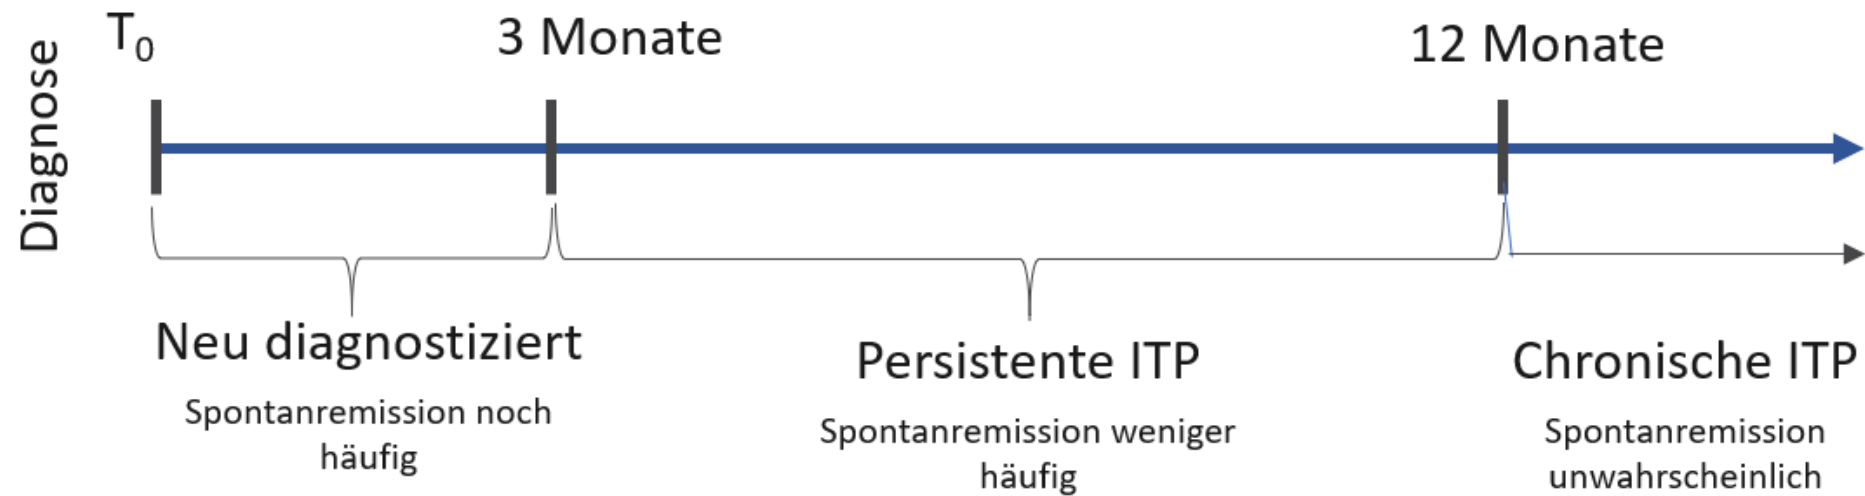 Diagnose
T₀
3 Monate
12 Monate
Neu diagnostiziert
Spontanremission noch
häufig
Persistente ITP
Spontanremission weniger
häufig
Chronische ITP
Spontanremission
unwahrscheinlich